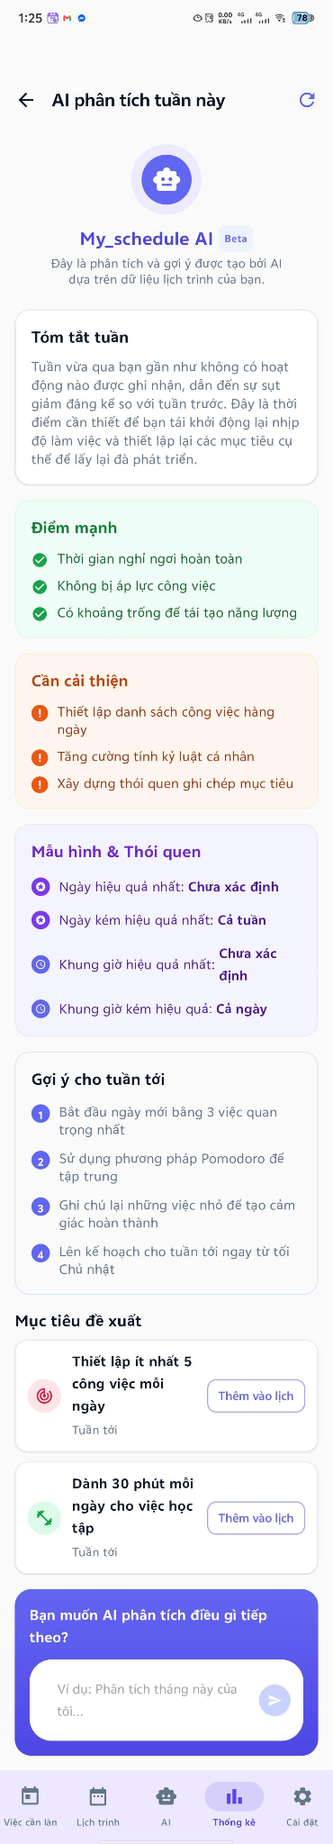 1:25
0.00
KB/s
4G
4G
78
AI phân tích tuần này
My_schedule AI Beta
Đây là phân tích và gợi ý được tạo bởi AI
dựa trên dữ liệu lịch trình của bạn.
Tóm tắt tuần
Tuần vừa qua bạn gần như không có hoạt
động nào được ghi nhận, dẫn đến sự sụt
giảm đáng kể so với tuần trước. Đây là thời
điểm cần thiết để bạn tái khởi động lại nhịp
độ làm việc và thiết lập lại các mục tiêu cụ
thể để lấy lại đà phát triển.
Điểm mạnh
Thời gian nghỉ ngơi hoàn toàn
Không bị áp lực công việc
Có khoảng trống để tái tạo năng lượng
Cần cải thiện
Thiết lập danh sách công việc hàng
ngày
Tăng cường tính kỷ luật cá nhân
Xây dựng thói quen ghi chép mục tiêu
Mẫu hình & Thói quen
Ngày hiệu quả nhất: Chưa xác định
Ngày kém hiệu quả nhất: Cả tuần
Khung giờ hiệu quả nhất: Chưa xác
định
Khung giờ kém hiệu quả: Cả ngày
Gợi ý cho tuần tới
1 Bắt đầu ngày mới bằng 3 việc quan
trọng nhất
2 Sử dụng phương pháp Pomodoro để
tập trung
3 Ghi chú lại những việc nhỏ để tạo cảm
giác hoàn thành
4 Lên kế hoạch cho tuần tới ngay từ tối
Chủ nhật
Mục tiêu đề xuất
Thiết lập ít nhất 5
công việc mỗi
ngày
Tuần tới
Thêm vào lịch
Dành 30 phút mỗi
ngày cho việc học
tập
Tuần tới
Thêm vào lịch
Bạn muốn AI phân tích điều gì tiếp
theo?
Ví dụ: Phân tích tháng này của
tôi...
Việc cần làn
Lịch trình
AI
Thống kê
Cài đặt